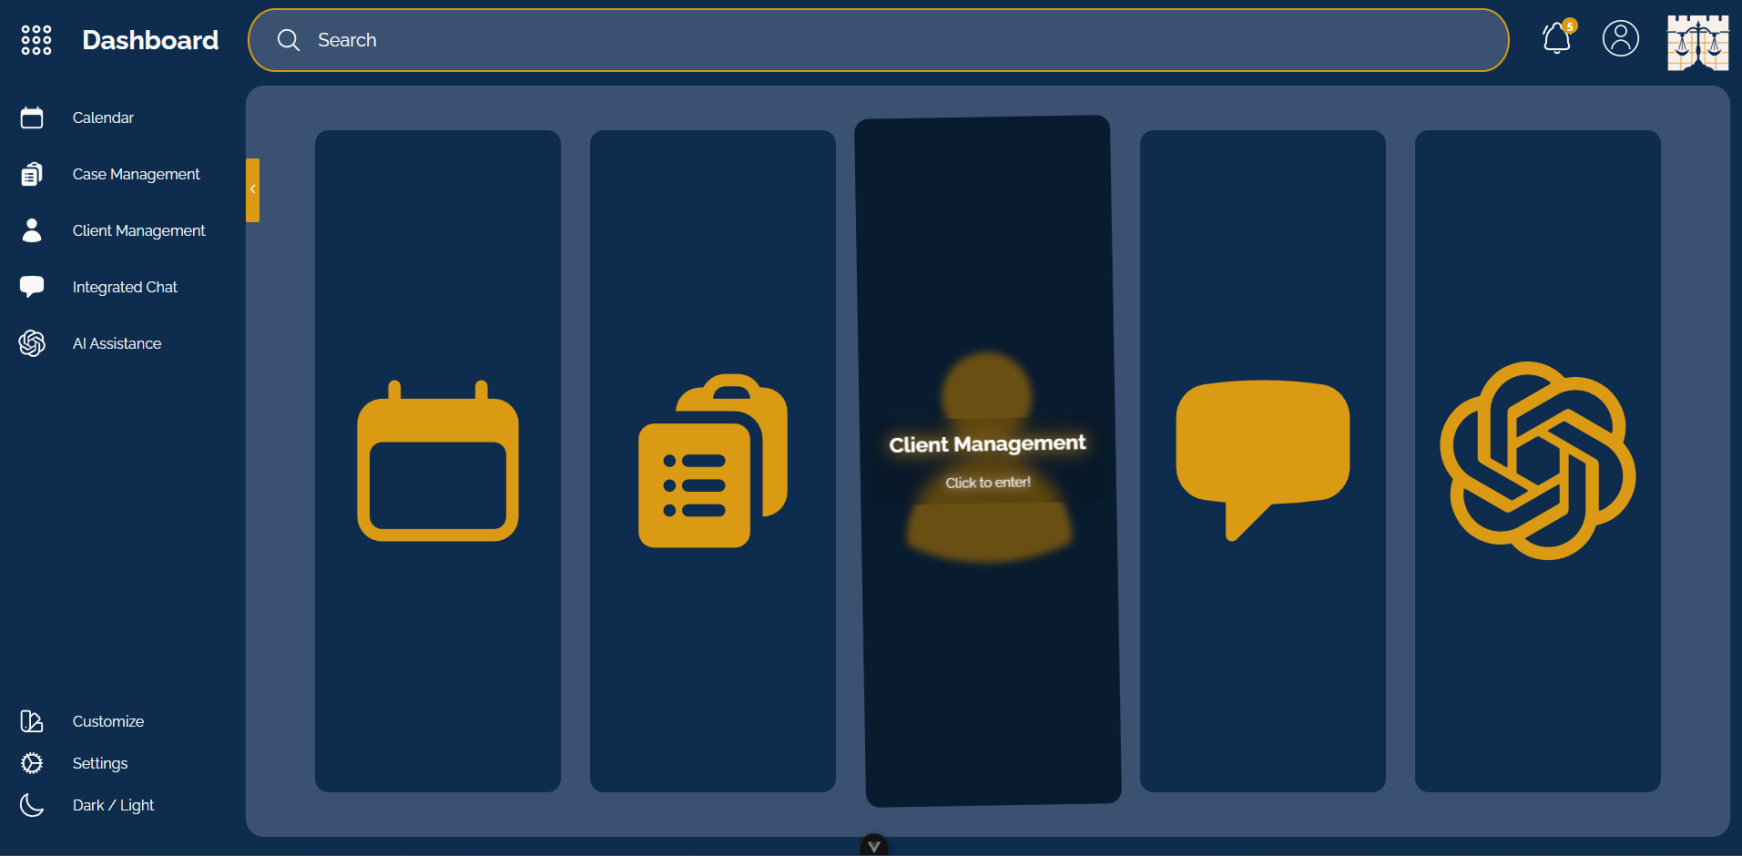 Dashboard
Search
5
Calendar
Case Management
Client Management
Integrated Chat
AI Assistance
Client Management
Click to enter!
Customize
Settings
Dark / Light